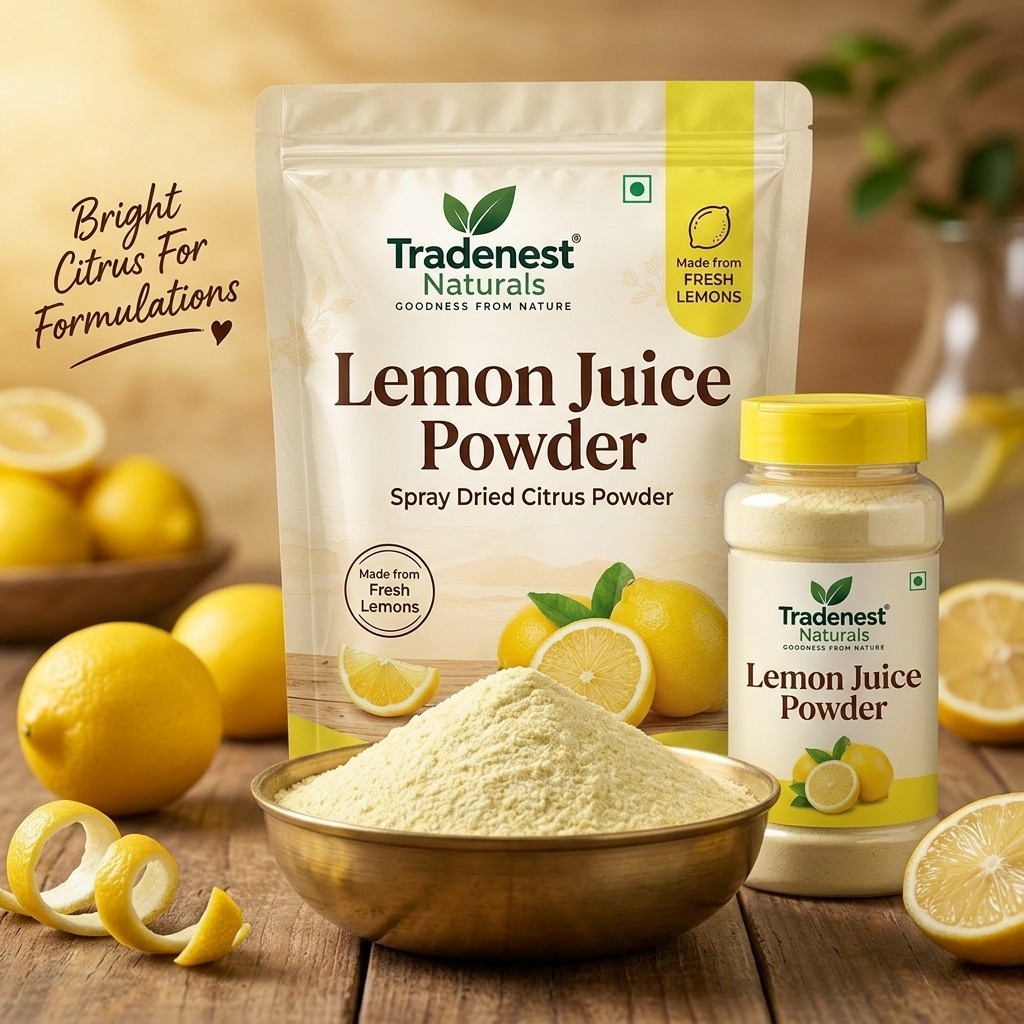 Bright
Citrus For
Formulations
Tradenest®
Naturals
GOODNESS FROM NATURE
Made from
FRESH
LEMONS
Lemon Juice
Powder
Spray Dried Citrus Powder
Made from
Fresh
Lemons
Tradenest®
Naturals
GOODNESS FROM NATURE
Lemon Juice
Powder